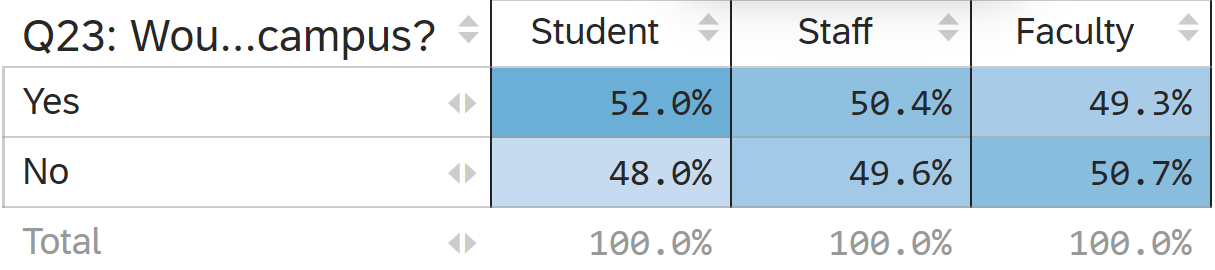 Q23: Wou...campus? Student Staff Faculty
Yes 52.0% 50.4% 49.3%
No 48.0% 49.6% 50.7%
Total 100.0% 100.0% 100.0%